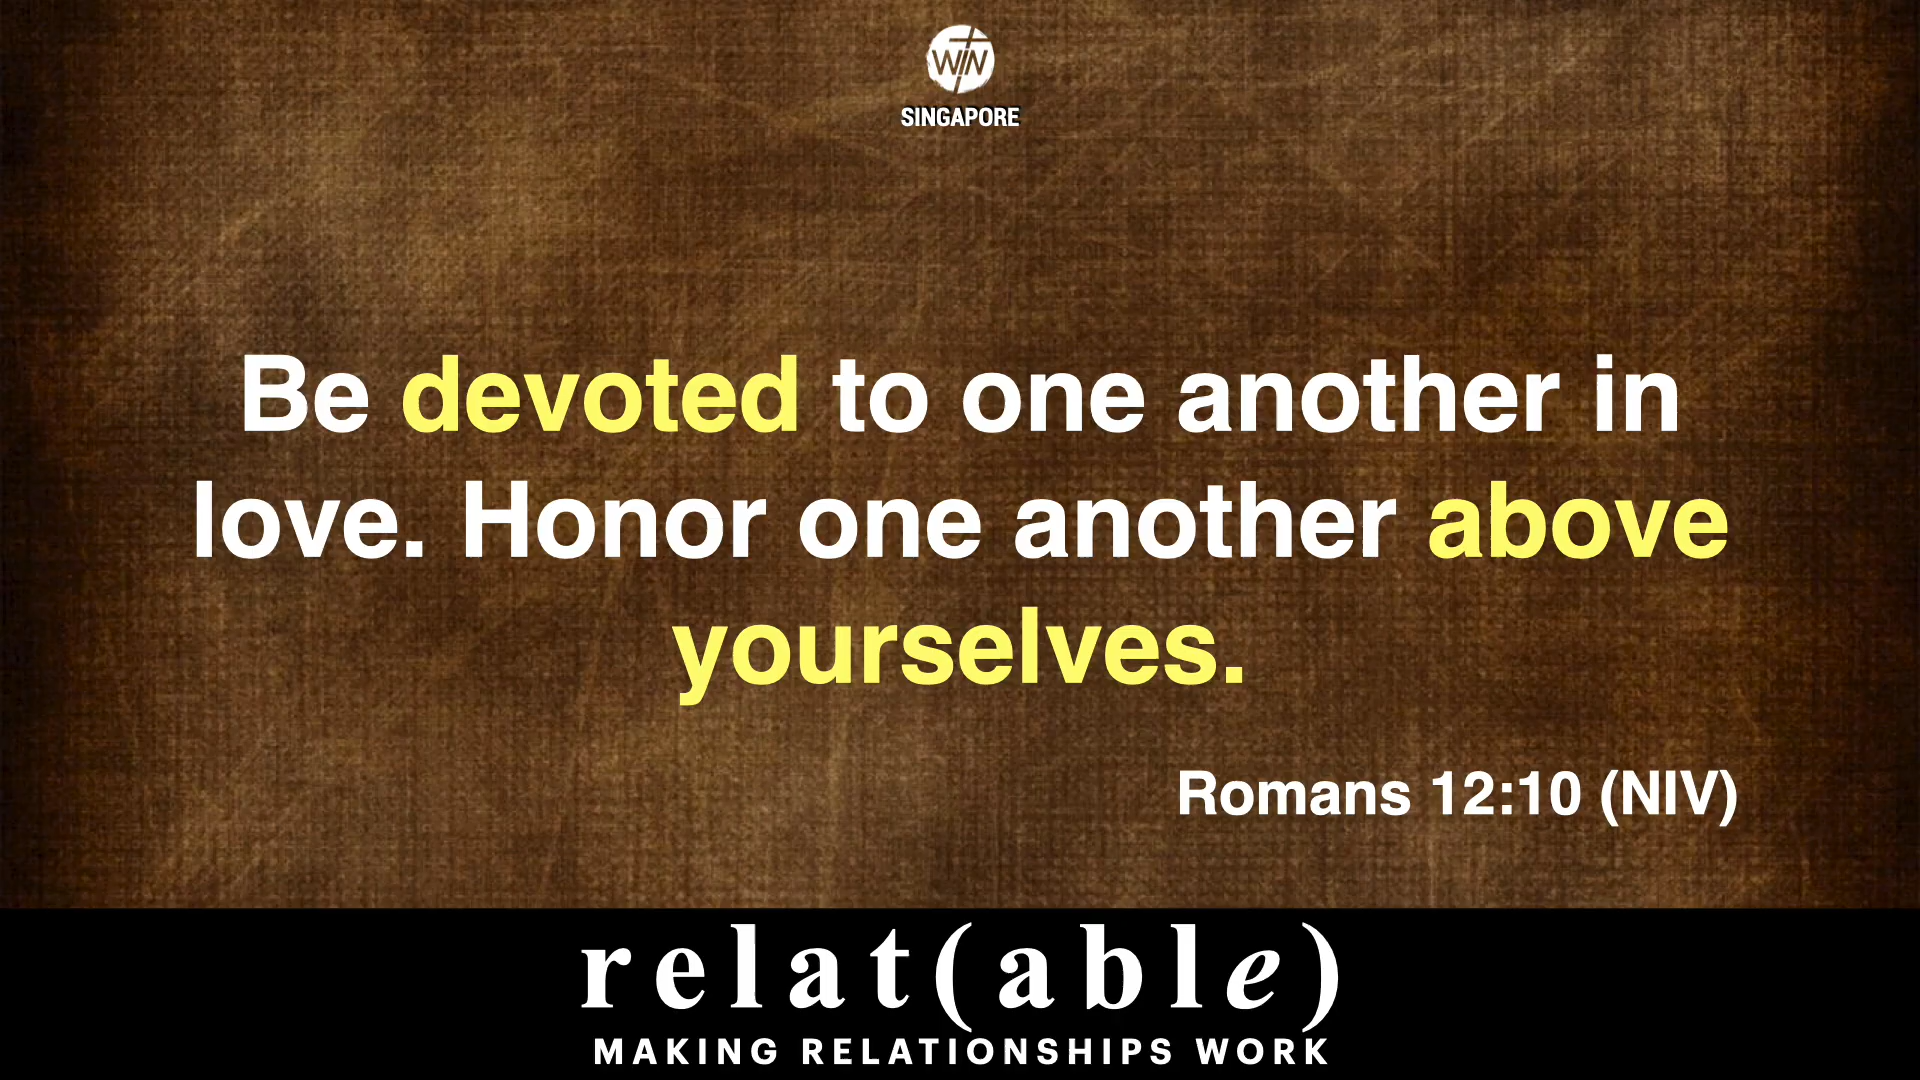 WIN
SINGAPORE
Be devoted to one another in
love. Honor one another above
yourselves.
Romans 12:10 (NIV)
relat(able)
MAKING RELATIONSHIPS WORK